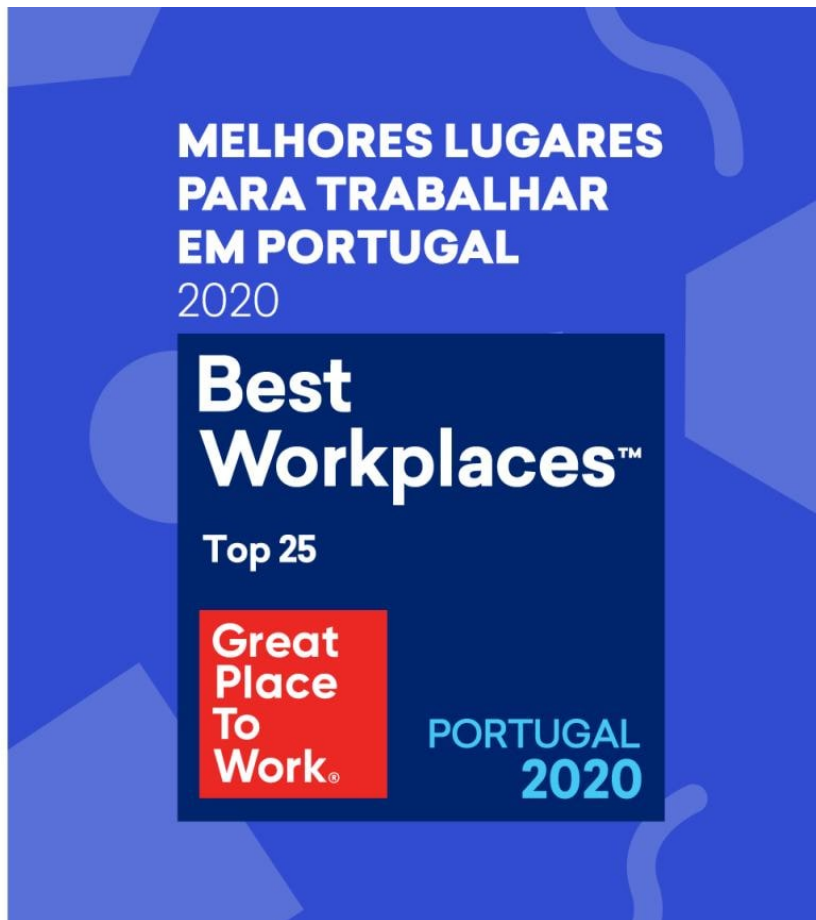 MELHORES LUGARES
PARA TRABALHAR
EM PORTUGAL
2020
Best
Workplaces™
Top 25
Great
Place
To
Work®
PORTUGAL
2020